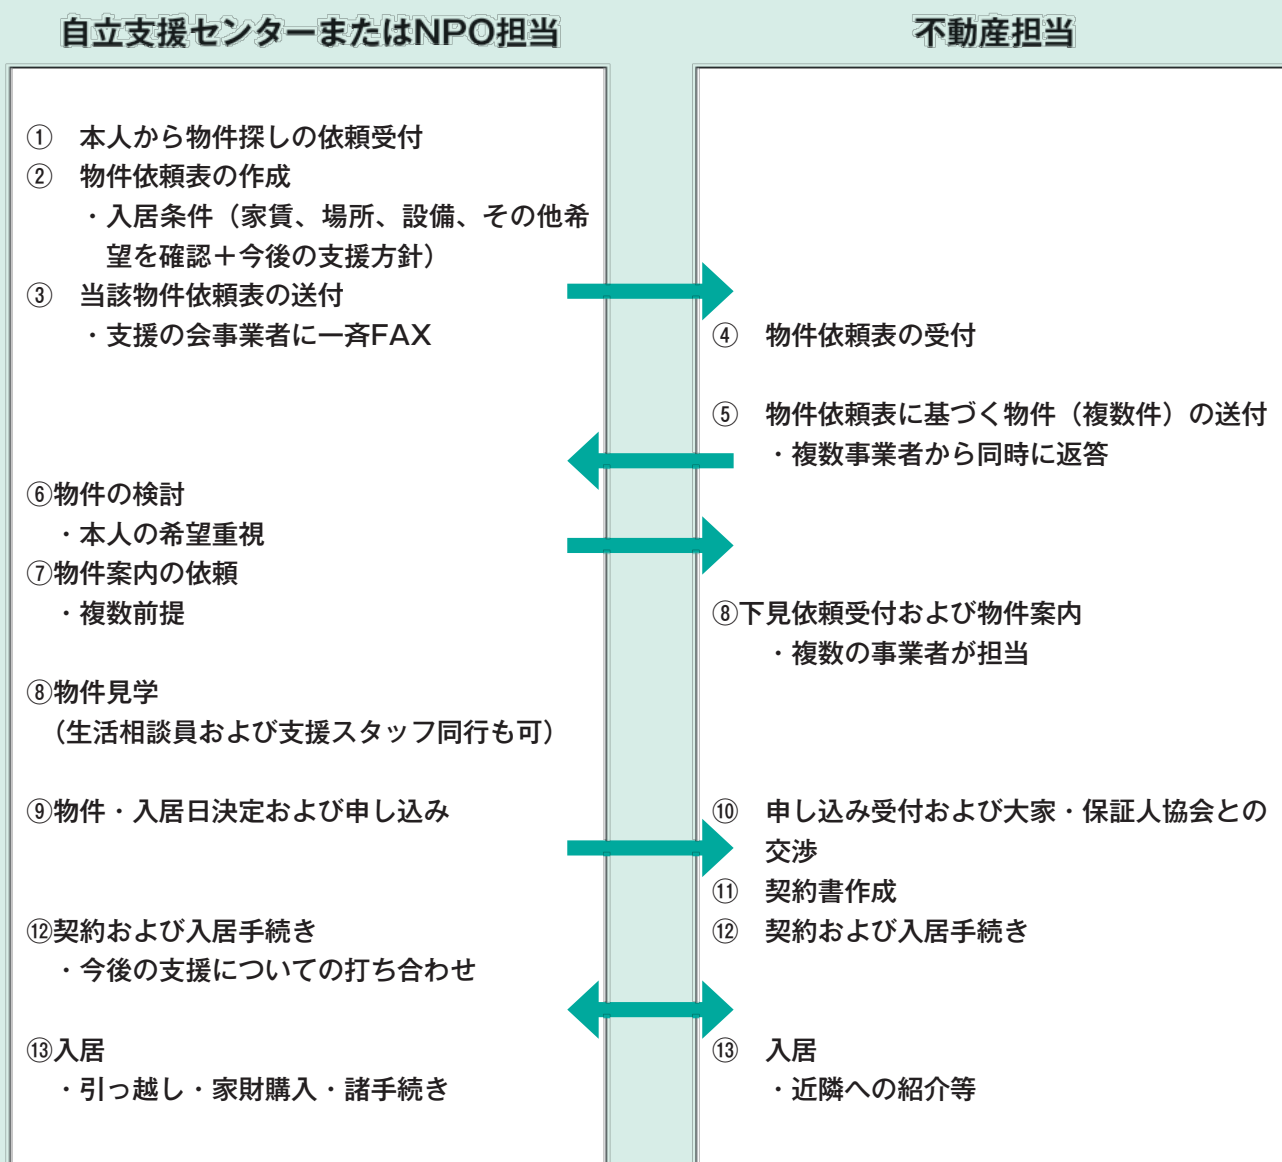 自立支援センターまたはNPO担当
① 本人から物件探しの依頼受付
② 物件依頼表の作成
・入居条件（家賃、場所、設備、その他希
望を確認＋今後の支援方針）
③ 当該物件依頼表の送付
・支援の会事業者に一斉FAX
⑥物件の検討
・本人の希望重視
⑦物件案内の依頼
・複数前提
⑧物件見学
（生活相談員および支援スタッフ同行も可）
⑨物件・入居日決定および申し込み
⑫契約および入居手続き
・今後の支援についての打ち合わせ
⑬入居
・引っ越し・家財購入・諸手続き
不動産担当
④ 物件依頼表の受付
⑤ 物件依頼表に基づく物件（複数件）の送付
・複数事業者から同時に返答
⑧下見依頼受付および物件案内
・複数の事業者が担当
⑩ 申し込み受付および大家・保証人協会との
交渉
⑪ 契約書作成
⑫ 契約および入居手続き
⑬ 入居
・近隣への紹介等